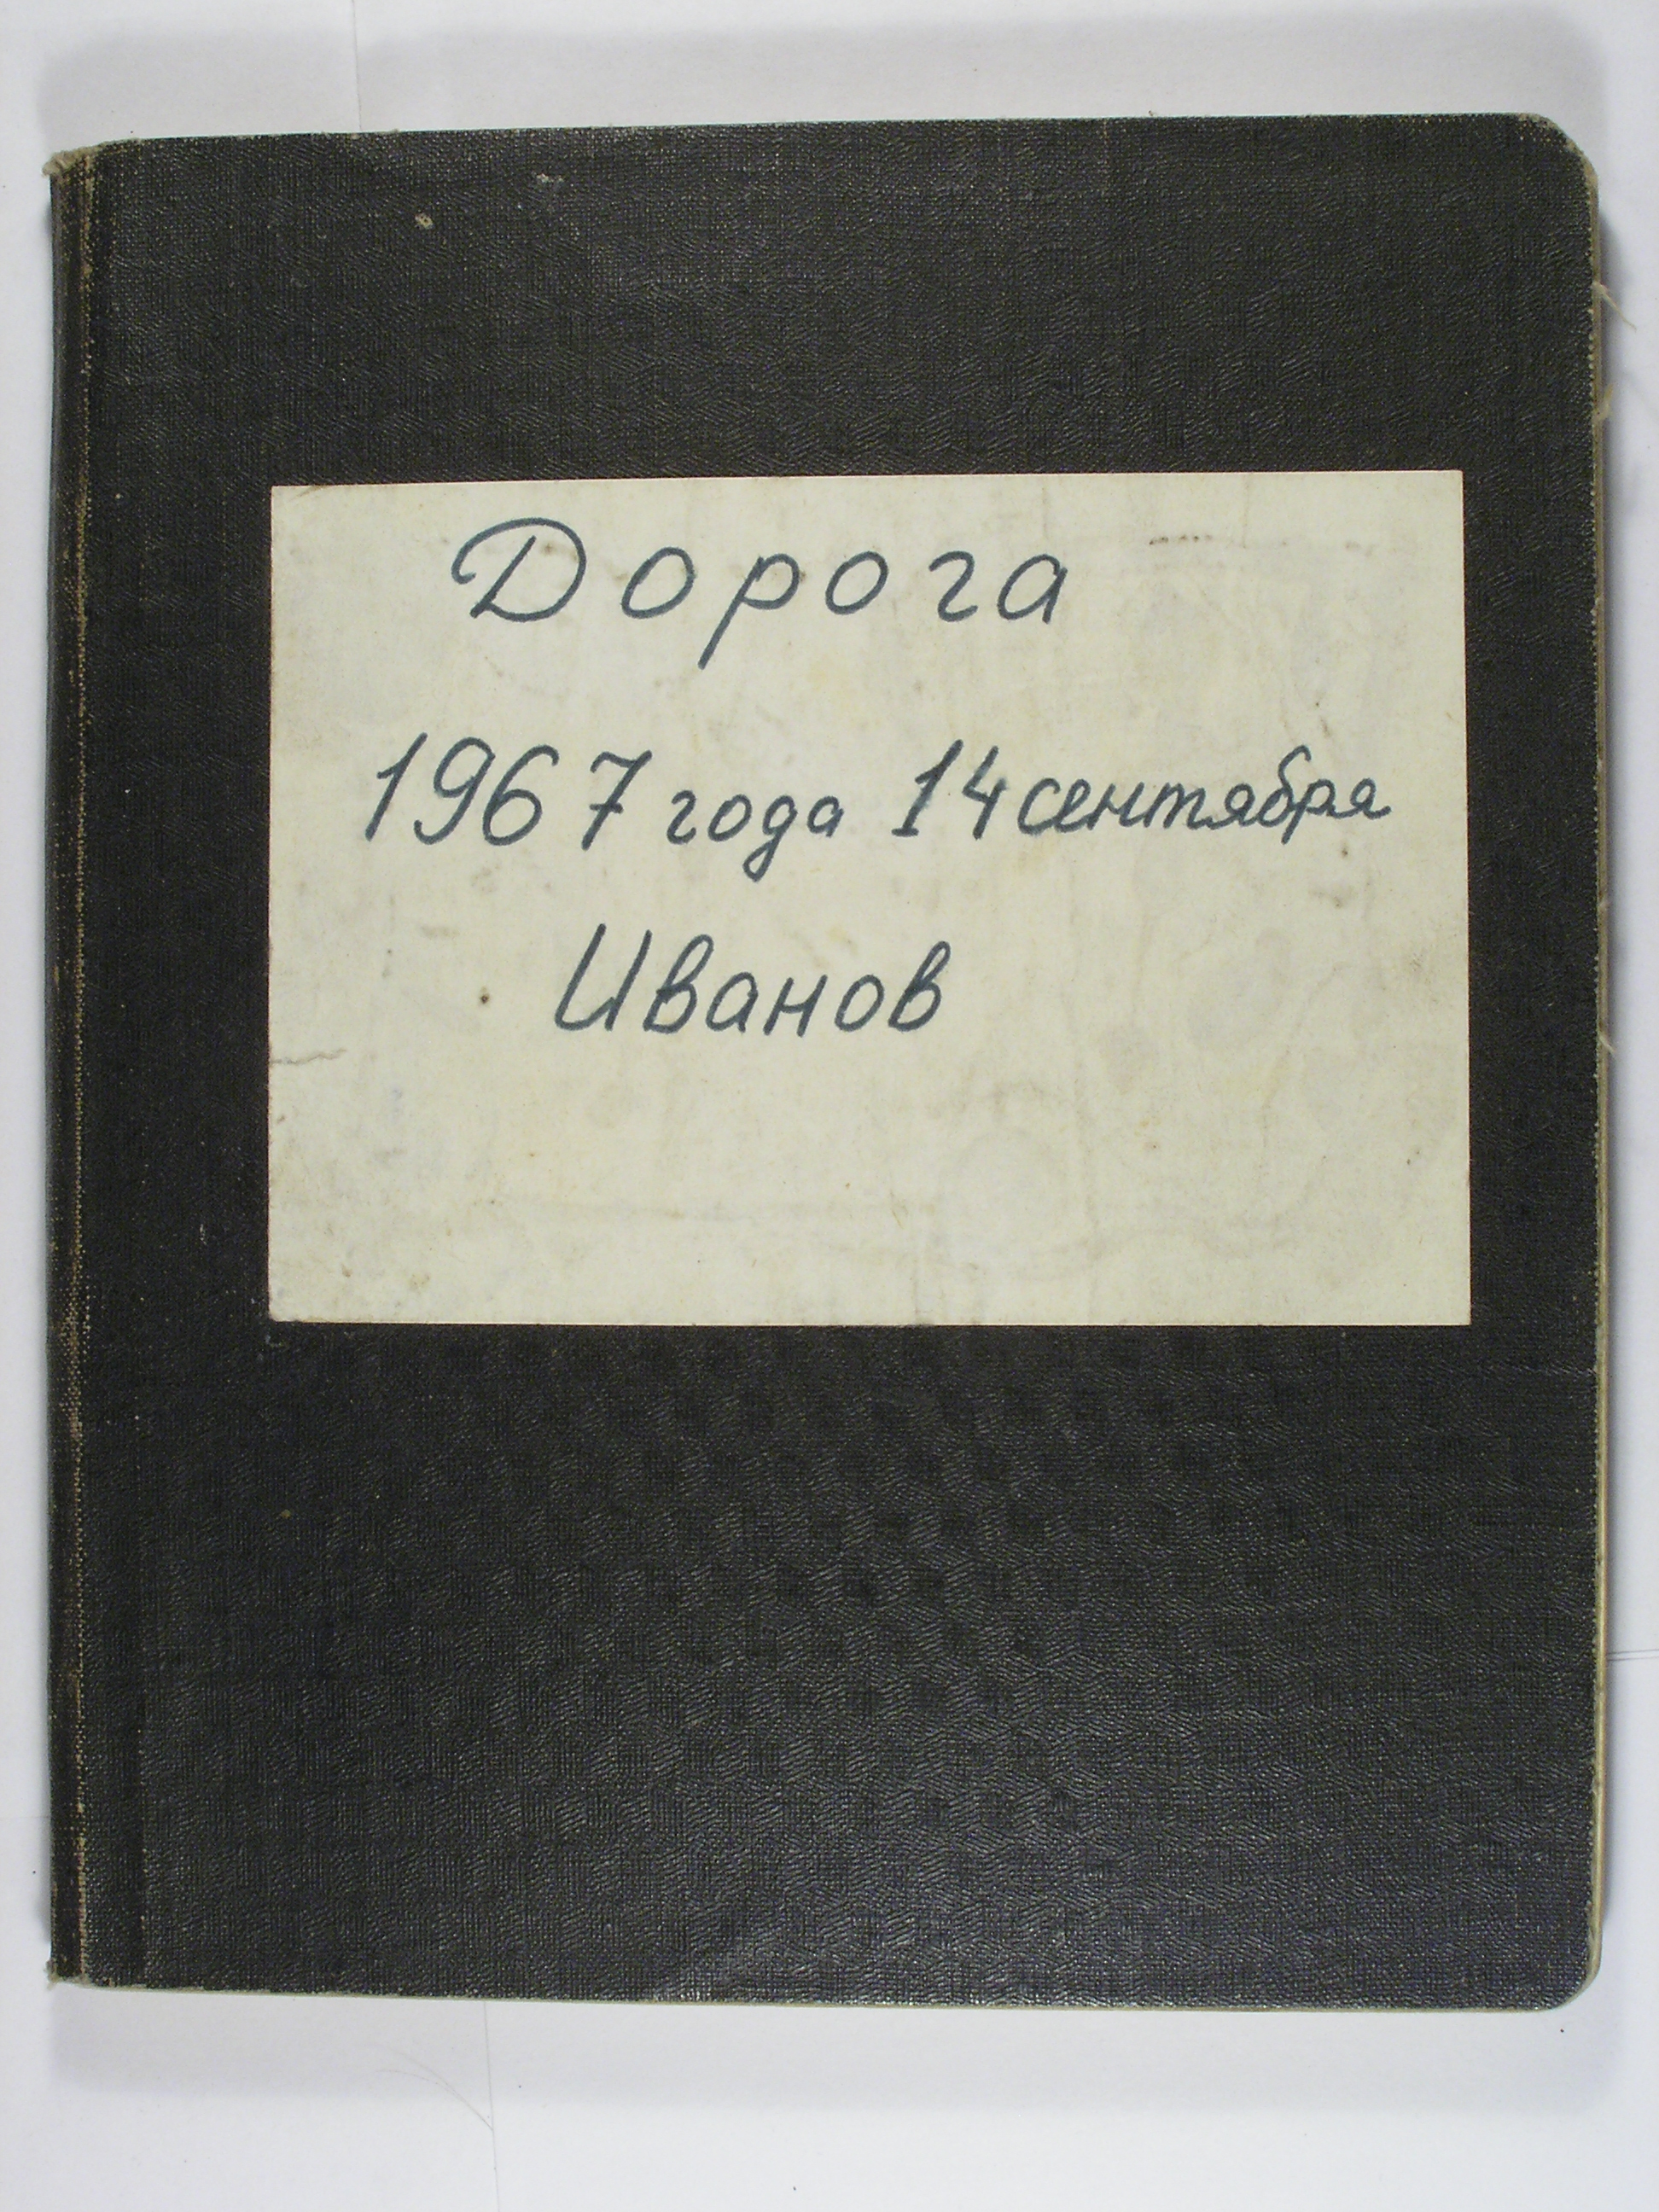 Дорога
1967 года 14 сентября
Иванов